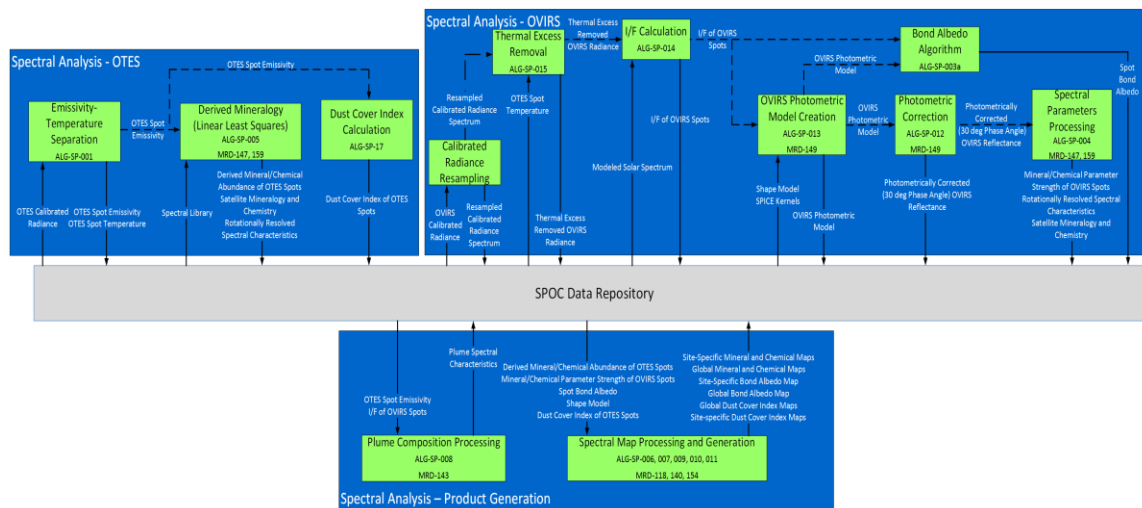 Spectral Analysis - OTES
OTES Spot Emissivity
Emissivity-
Temperature
Separation
ALG-SP-001
OTES Spot
Emissivity
Derived Mineralogy
(Linear Least Squares)
ALG-SP-005
MRD-147, 159
Dust Cover Index
Calculation
ALG-SP-17
OTES Calibrated
Radiance
OTES Spot Emissivity
OTES Spot Temperature
Spectral Library
Derived Mineral/Chemical
Abundance of OTES Spots
Satellite Mineralogy and
Chemistry
Rotationally Resolved
Spectral Characteristics
Dust Cover Index of OTES
Spots
Spectral Analysis - OVIRS
Thermal Excess
Removal
ALG-SP-015
Thermal Excess
Removed
OVIRS Radiance
I/F Calculation
ALG-SP-014
I/F of OVIRS
Spots
Bond Albedo
Algorithm
ALG-SP-003a
Resampled
Calibrated Radiance
Spectrum
OTES Spot
Temperature
OVIRS Photometric
Model
Spot
Bond
Albedo
Calibrated
Radiance
Resampling
I/F of OVIRS Spots
OVIRS Photometric
Model Creation
ALG-SP-013
MRD-149
OVIRS
Photometric
Model
Photometric
Correction
ALG-SP-012
MRD-149
Photometrically
Corrected
(30 deg Phase Angle)
OVIRS Reflectance
Spectral
Parameters
Processing
ALG-SP-004
MRD-147, 159
OVIRS
Calibrated
Radiance
Resampled
Calibrated
Radiance
Spectrum
Thermal Excess
Removed OVIRS
Radiance
Modeled Solar Spectrum
Shape Model
SPICE Kernels
OVIRS Photometric
Model
Photometrically Corrected
(30 deg Phase Angle) OVIRS
Reflectance
Mineral/Chemical Parameter
Strength of OVIRS Spots
Rotationally Resolved Spectral
Characteristics
Satellite Mineralogy and
Chemistry
SPOC Data Repository
OTES Spot Emissivity
I/F of OVIRS Spots
Plume Spectral
Characteristics
Derived Mineral/Chemical Abundance of OTES Spots
Mineral/Chemical Parameter Strength of OVIRS Spots
Spot Bond Albedo
Shape Model
Dust Cover Index of OTES Spots
Site-Specific Mineral and Chemical Maps
Global Mineral and Chemical Maps
Site-Specific Bond Albedo Map
Global Bond Albedo Map
Global Dust Cover Index Maps
Site-specific Dust Cover Index Maps
Plume Composition Processing
ALG-SP-008
MRD-143
Spectral Map Processing and Generation
ALG-SP-006, 007, 009, 010, 011
MRD-118, 140, 154
Spectral Analysis – Product Generation